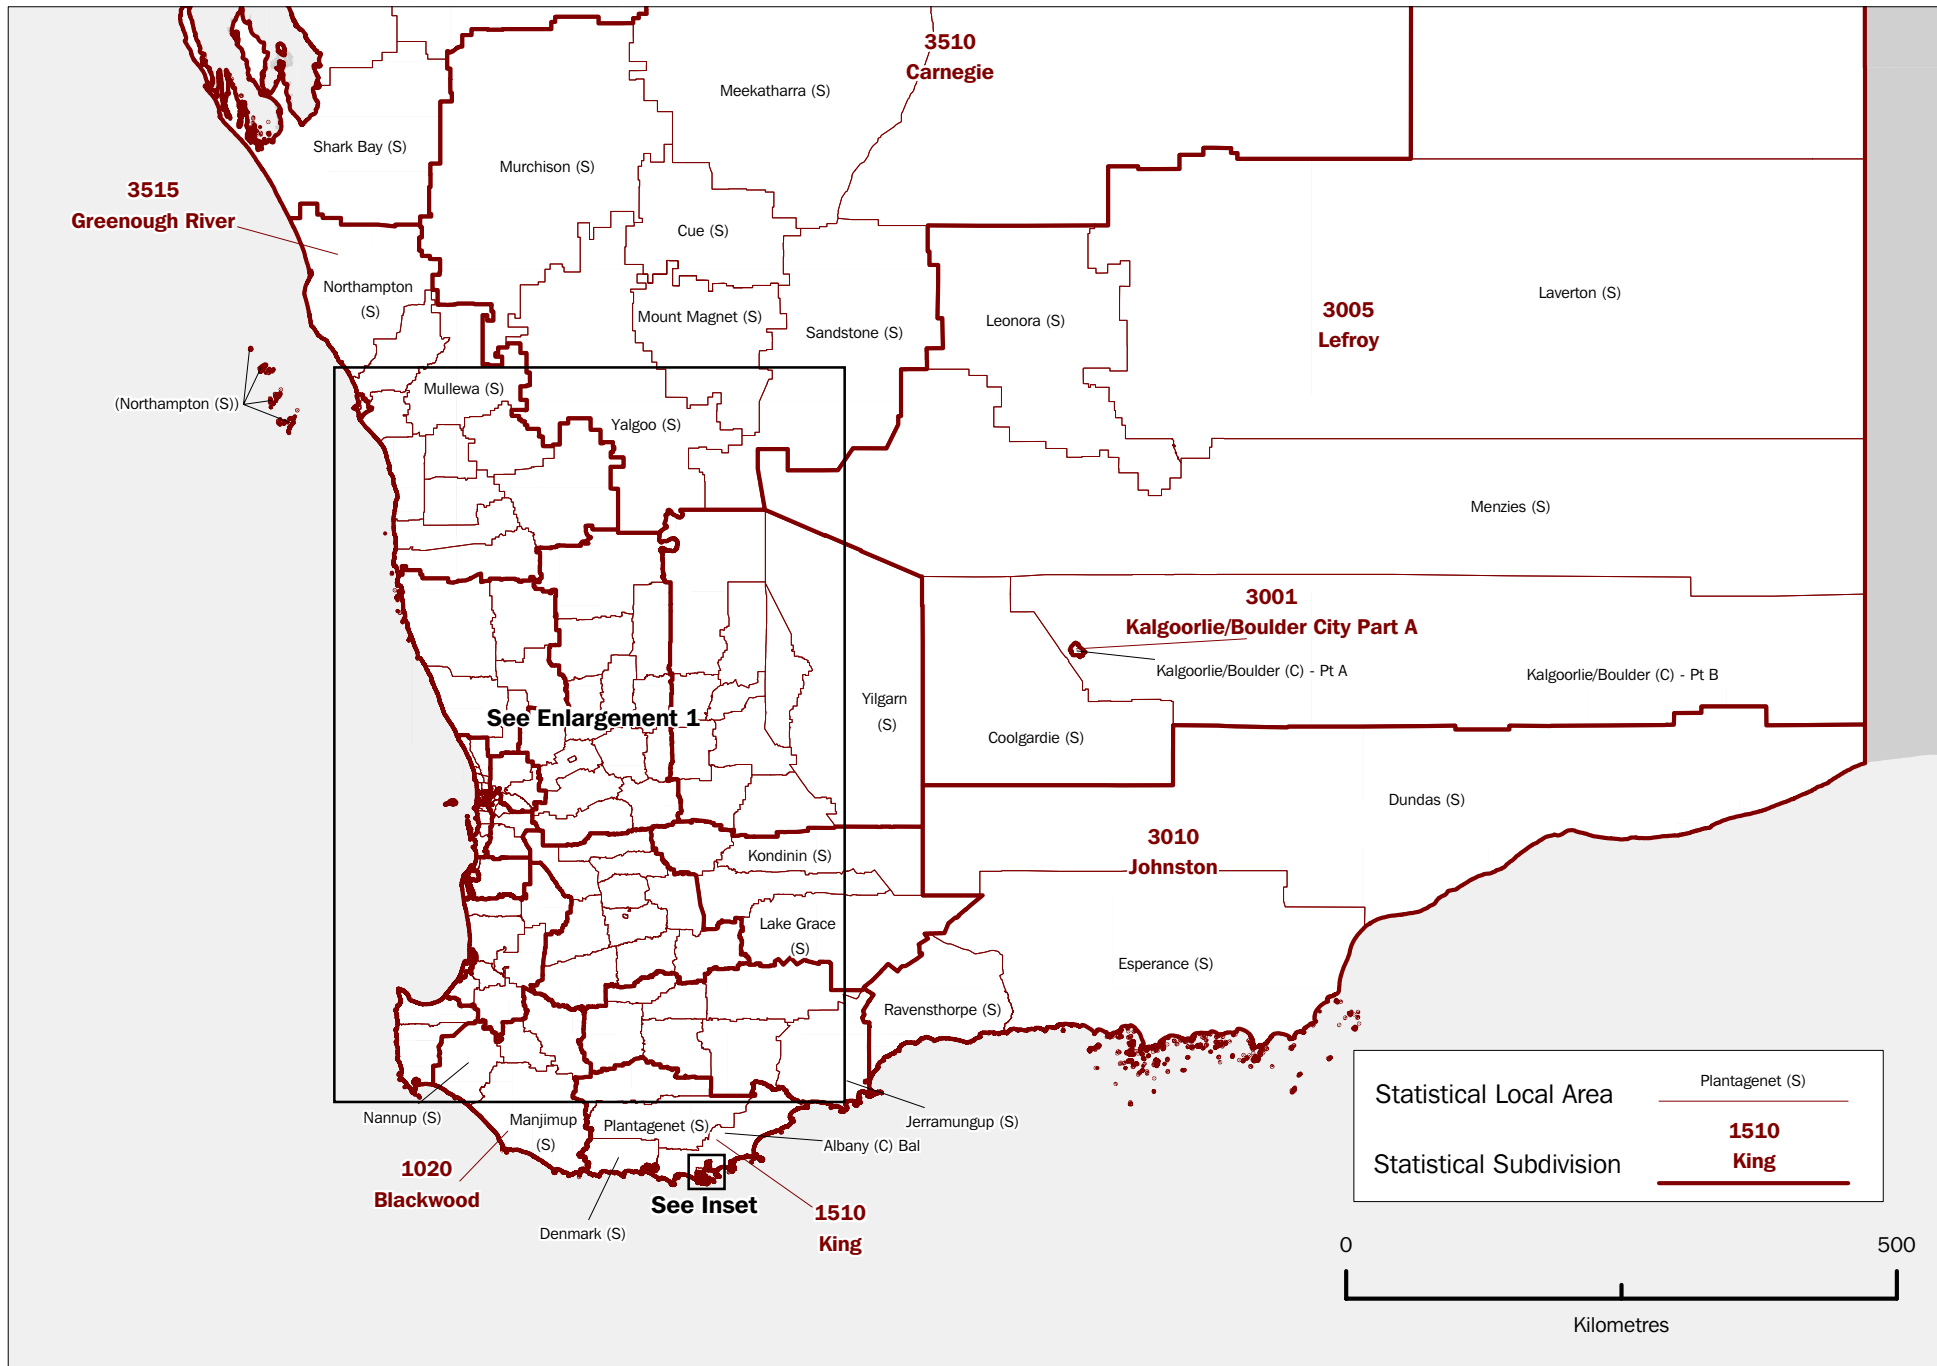 3510
Carnegie
Meekatharra (S)
Shark Bay (S)
Murchison (S)
3515
Greenough River
Cue (S)
Northampton
(S)
Mount Magnet (S)
Sandstone (S)
Leonora (S)
3005
Lefroy
Laverton (S)
(Northampton (S))
Mullewa (S)
Yalgoo (S)
Menzies (S)
3001
Kalgoorlie/Boulder City Part A
Kalgoorlie/Boulder (C) - Pt A
Kalgoorlie/Boulder (C) - Pt B
See Enlargement 1
Yilgarn
(S)
Coolgardie (S)
Dundas (S)
3010
Johnston
Kondinin (S)
Lake Grace
(S)
Esperance (S)
Ravensthorpe (S)
Nannup (S)
Manjimup
(S)
Plantagenet (S)
Jerramungup (S)
Albany (C) Bal
1020
Blackwood
See Inset
1510
King
Denmark (S)
Statistical Local Area
Plantagenet (S)
Statistical Subdivision
1510
King
0
500
Kilometres